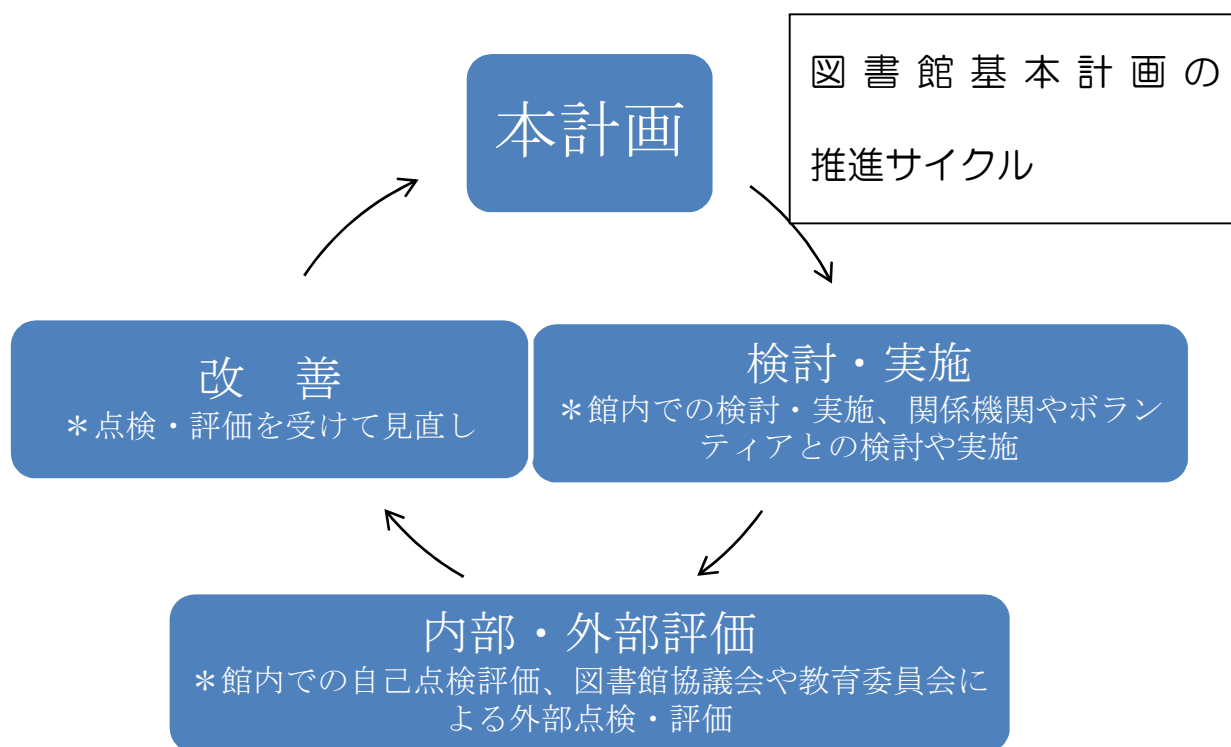 図書館基本計画の
推進サイクル
本計画
検討・実施
＊館内での検討・実施、関係機関やボラン
ティアとの検討や実施
内部・外部評価
＊館内での自己点検評価、図書館協議会や教育委員会に
よる外部点検・評価
改　善
＊点検・評価を受けて見直し